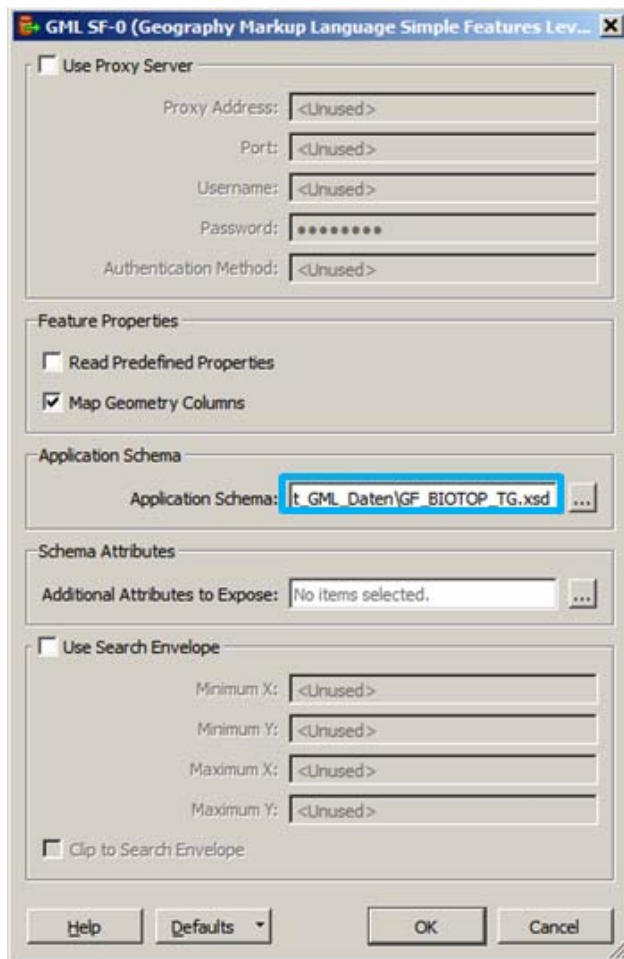 GML SF-0 (Geography Markup Language Simple Features Lev...
Use Proxy Server
Proxy Address: <Unused>
Port: <Unused>
Username: <Unused>
Password: ●●●●●●●●
Authentication Method: <Unused>
Feature Properties
Read Predefined Properties
Map Geometry Columns
Application Schema
Application Schema: t_GML_Daten\GF_BIOTOP_TG.xsd ...
Schema Attributes
Additional Attributes to Expose: No items selected. ...
Use Search Envelope
Minimum X: <Unused>
Minimum Y: <Unused>
Maximum X: <Unused>
Maximum Y: <Unused>
Clip to Search Envelope
Help Defaults OK Cancel